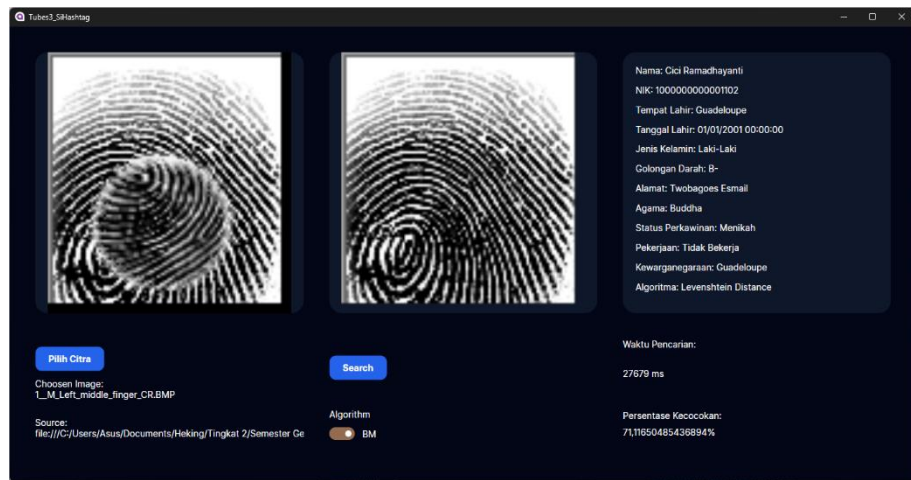 Tubes3_SiHashtag
Nama: Cici Ramadhayanti
NIK: 1000000000001102
Tempat Lahir: Guadeloupe
Tanggal Lahir: 01/01/2001 00:00:00
Jenis Kelamin: Laki-Laki
Golongan Darah: B-
Alamat: Twobagoes Esmail
Agama: Buddha
Status Perkawinan: Menikah
Pekerjaan: Tidak Bekerja
Kewarganegaraan: Guadeloupe
Algoritma: Levenshtein Distance
Pilih Citra
Choosen Image:
1__M_Left_middle_finger_CR.BMP
Source:
file:///C:/Users/Asus/Documents/Heking/Tingkat 2/Semester Ge
Search
Algorithm
BM
Waktu Pencarian:
27679 ms
Persentase Kecocokan:
71,11650485436894%